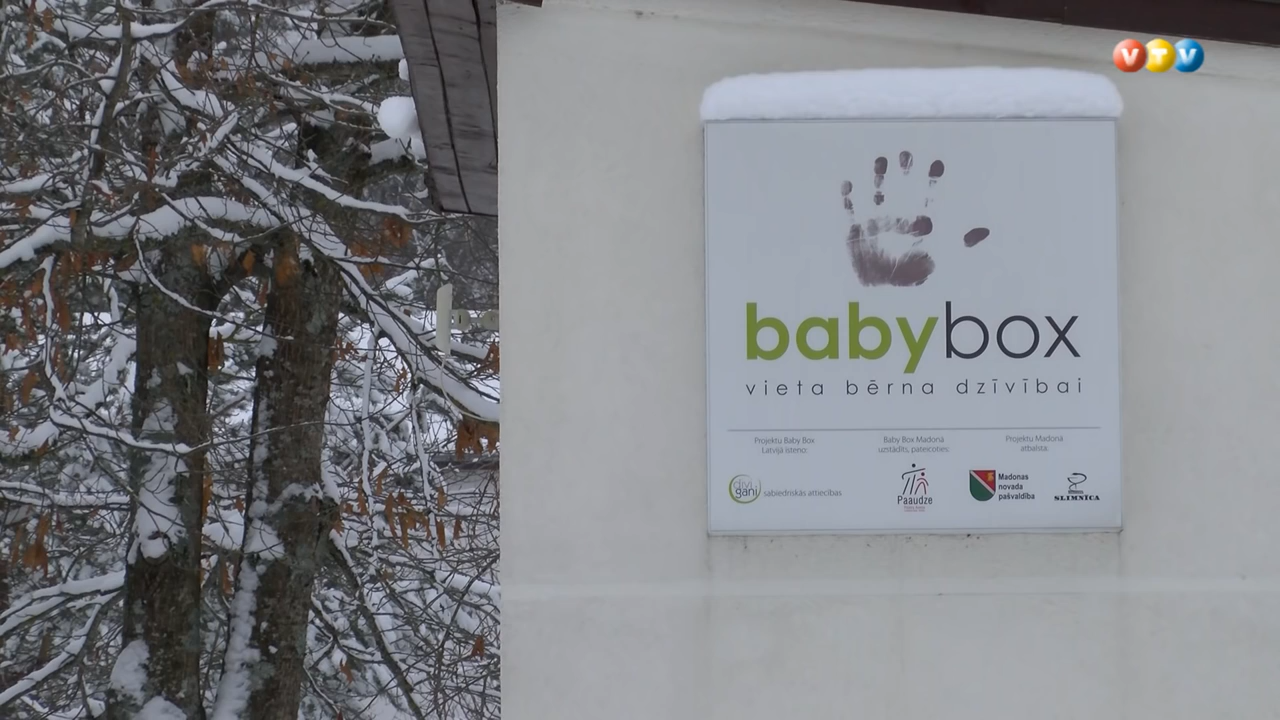 VTV
babybox
vieta bērna dzīvībai
Projektu Baby Box
Latvijā īsteno:
Baby Box Madonā
uzstādīts, pateicoties:
Projektu Madonā
atbalsta:
divi
gani
sabiedriskās attiecības
Paaudze
Madonas
novada
pašvaldība
SLIMNĪCA